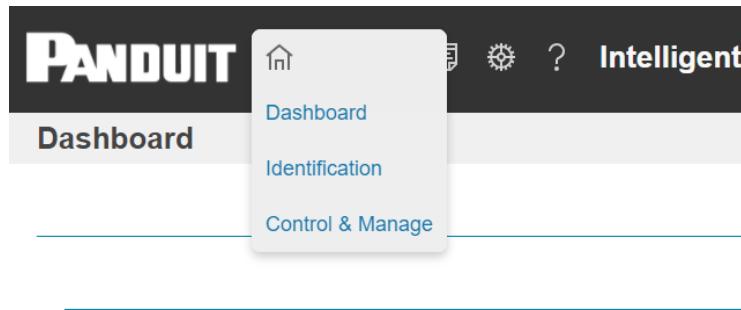 PANDUIT
? Intelligent
Dashboard
Dashboard
Identification
Control & Manage